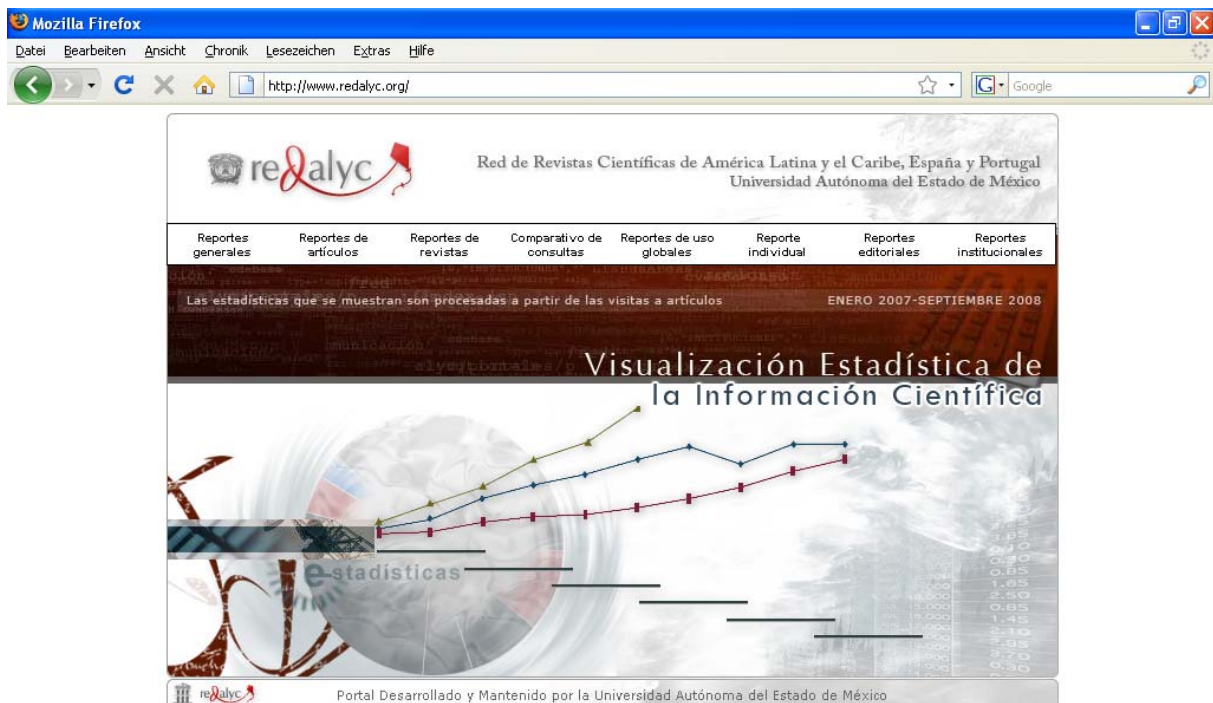 Mozilla Firefox
Datei Bearbeiten Ansicht Chronik Lesezeichen Extras Hilfe
http://www.redalyc.org/
Google
redalyc
Red de Revistas Científicas de América Latina y el Caribe, España y Portugal
Universidad Autónoma del Estado de México
Reportes generales
Reportes de artículos
Reportes de revistas
Comparativo de consultas
Reportes de uso globales
Reporte individual
Reportes editoriales
Reportes institucionales
Las estadísticas que se muestran son procesadas a partir de las visitas a artículos
ENERO 2007-SEPTIEMBRE 2008
Visualización Estadística de
la Información Científica
e-stadísticas
redalyc
Portal Desarrollado y Mantenido por la Universidad Autónoma del Estado de México